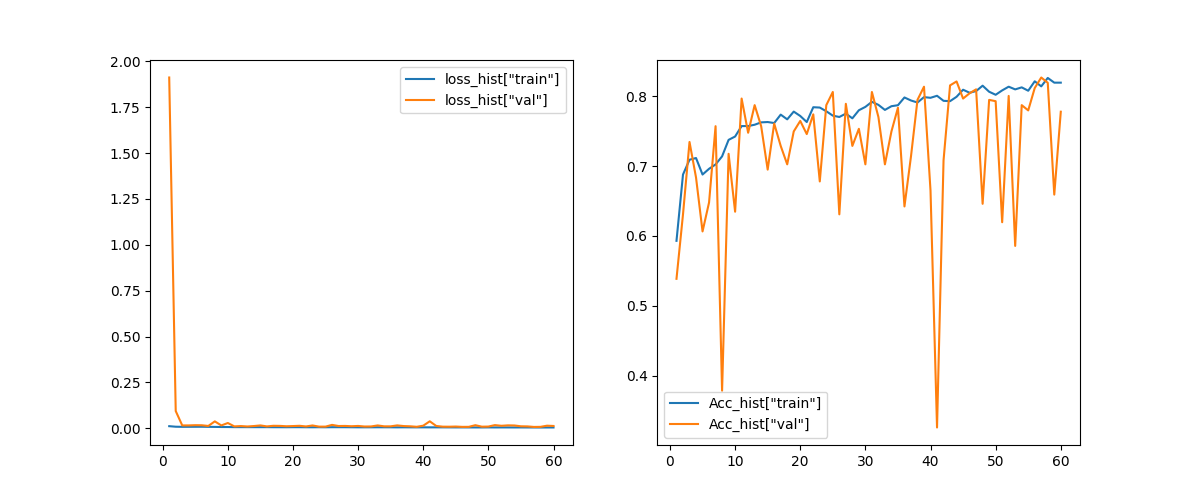 2.00
1.75
1.50
1.25
1.00
0.75
0.50
0.25
0.00
0 10 20 30 40 50 60
loss_hist["train"]
loss_hist["val"]
0.8
0.7
0.6
0.5
0.4
0 10 20 30 40 50 60
Acc_hist["train"]
Acc_hist["val"]